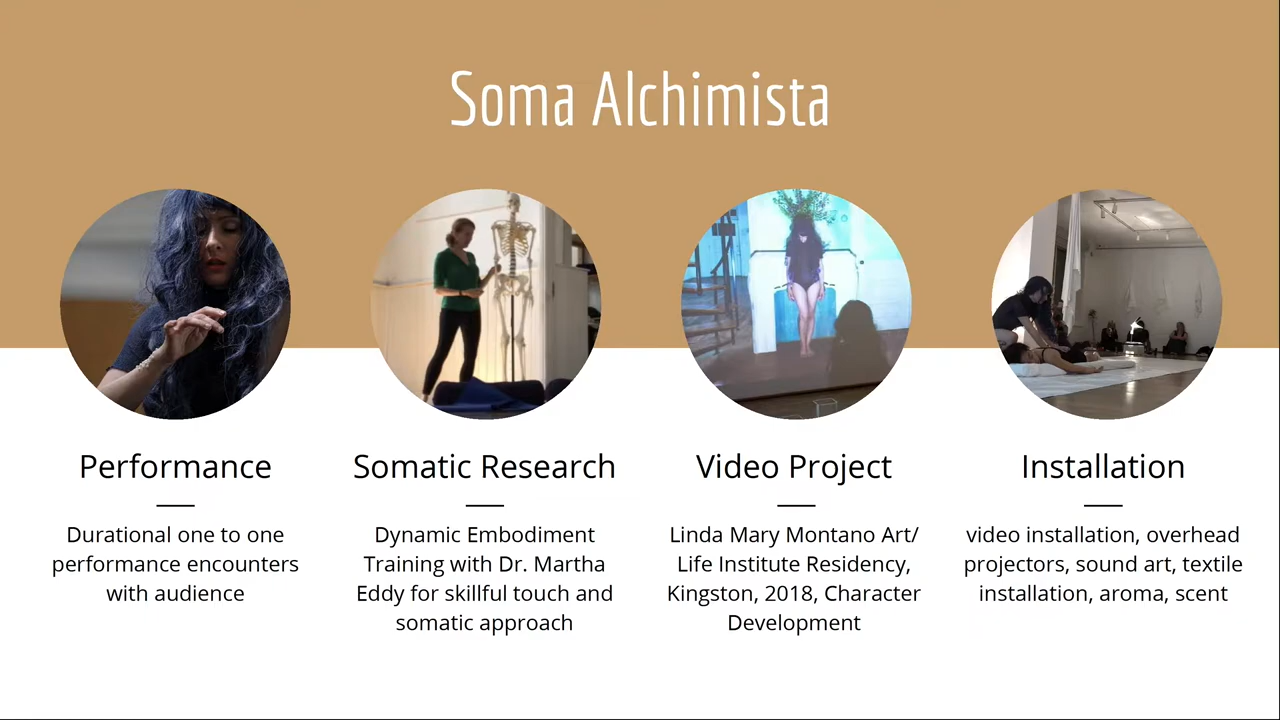 Soma Alchimista
Performance
Durational one to one
performance encounters
with audience
Somatic Research
Dynamic Embodiment
Training with Dr. Martha
Eddy for skillful touch and
somatic approach
Video Project
Linda Mary Montano Art/
Life Institute Residency,
Kingston, 2018, Character
Development
Installation
video installation, overhead
projectors, sound art, textile
installation, aroma, scent